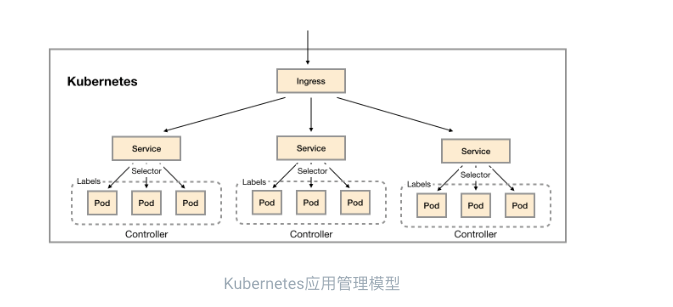 Kubernetes
Ingress
Service
Service
Service
Selector
Selector
Selector
Labels
Labels
Labels
Pod
Pod
Pod
Pod
Pod
Pod
Pod
Pod
Pod
Controller
Controller
Controller
Kubernetes应用管理模型